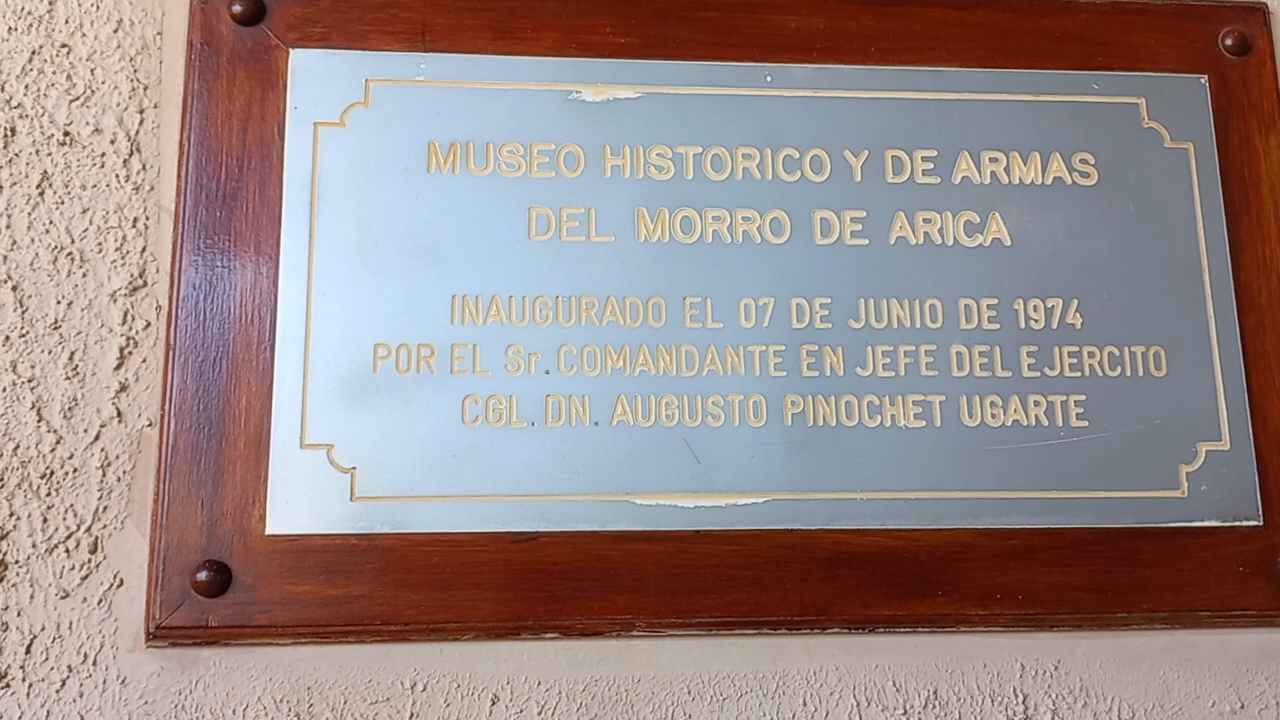 MUSEO HISTORICO Y DE ARMAS
DEL MORRO DE ARICA
INAUGURADO EL 07 DE JUNIO DE 1974
POR EL Sr. COMANDANTE EN JEFE DEL EJERCITO
CGL. DN. AUGUSTO PINOCHET UGARTE